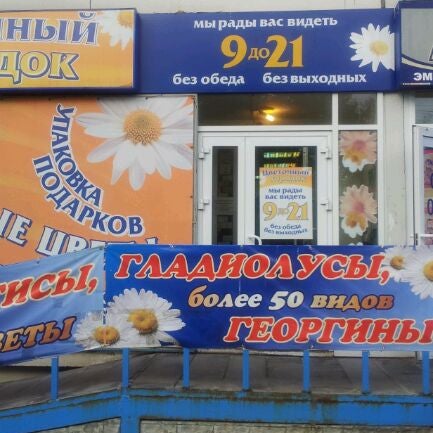 мы рады вас видеть
9 до 21
без обеда без выходных
ДОК
УПАКОВКА
ПОДАРКОВ
Цветочный
мы рады
вас видеть
9 до 21
без обеда
без выходных
ГЛАДИОЛУСЫ,
более 50 видов
ГЕОРГИНЫ